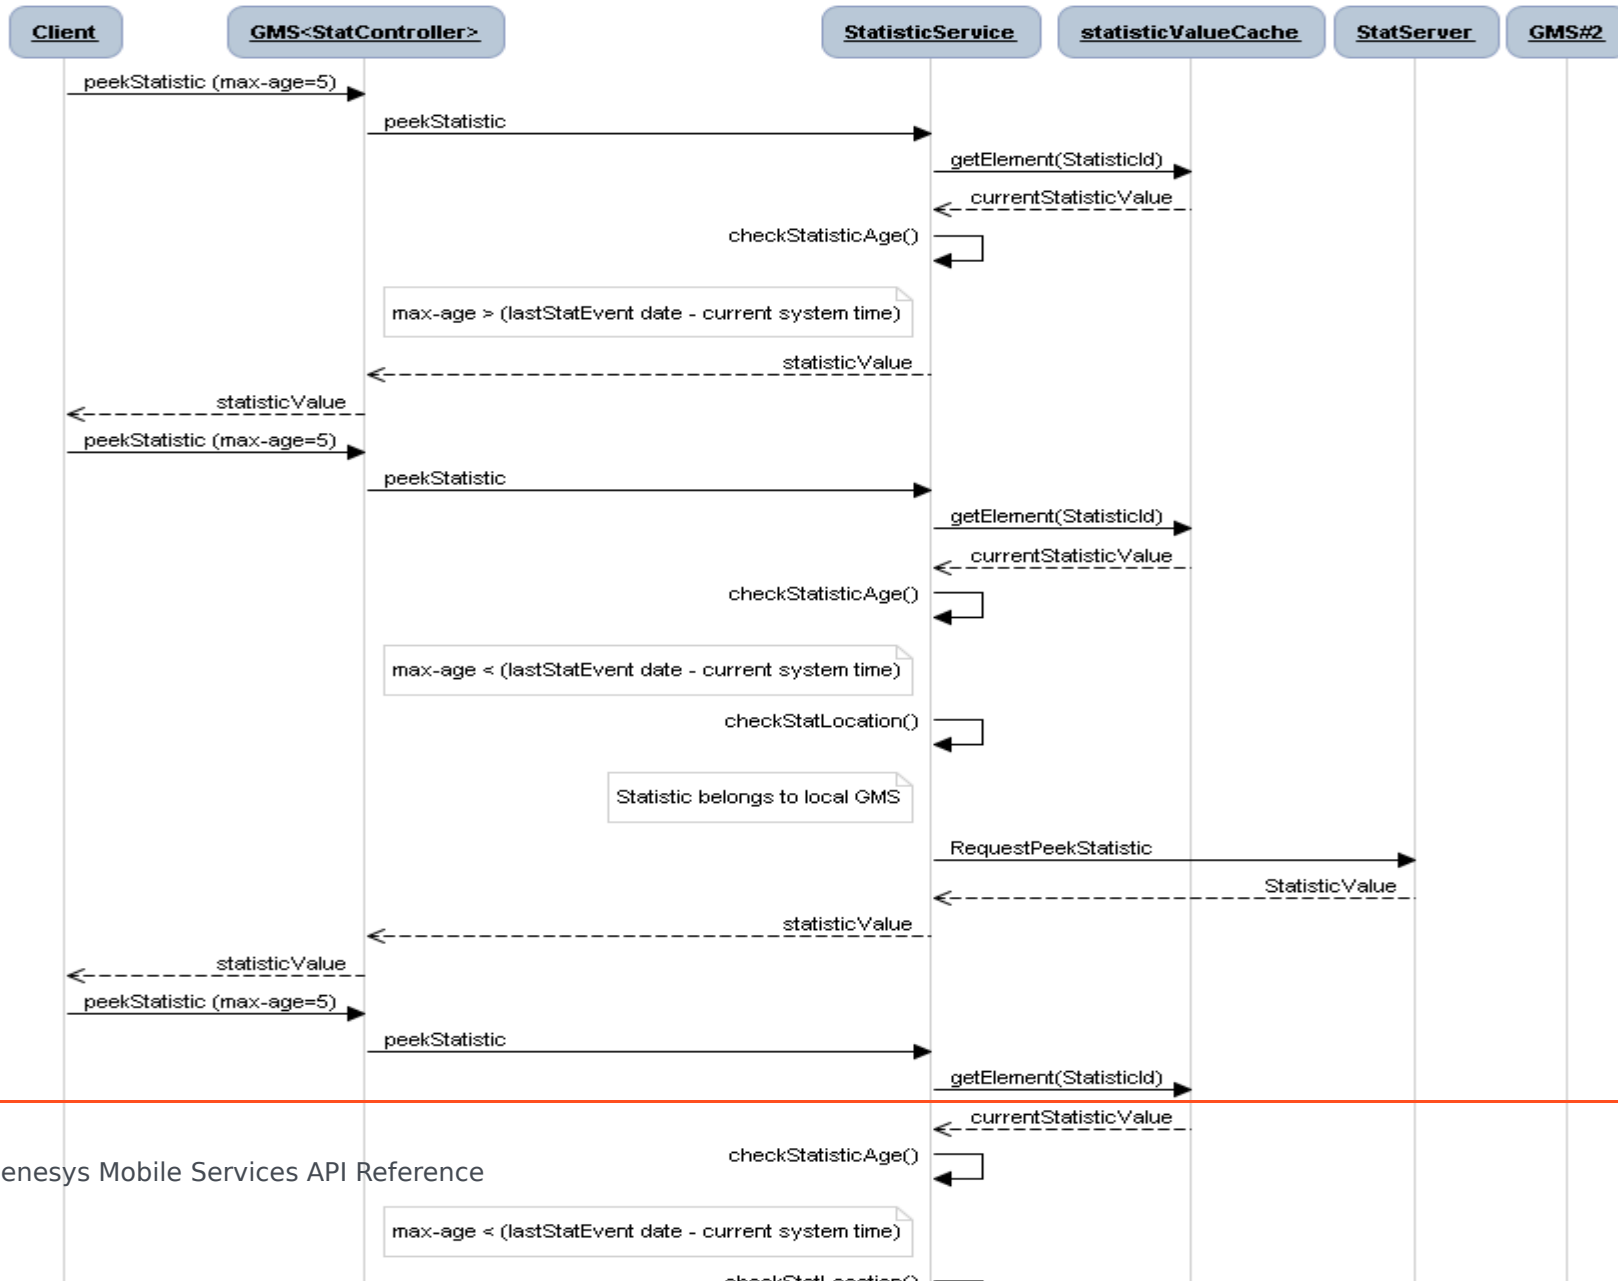 Client
GMS<StatController>
StatisticService
statisticValueCache
StatServer
GMS#2
peekStatistic (max-age=5)
peekStatistic
getElement(StatisticId)
currentStatisticValue
checkStatisticAge()
max-age > (lastStatEvent date - current system time)
statisticValue
statisticValue
peekStatistic (max-age=5)
peekStatistic
getElement(StatisticId)
currentStatisticValue
checkStatisticAge()
max-age < (lastStatEvent date - current system time)
checkStatLocation()
Statistic belongs to local GMS
RequestPeekStatistic
StatisticValue
statisticValue
statisticValue
peekStatistic (max-age=5)
peekStatistic
getElement(StatisticId)
currentStatisticValue
checkStatisticAge()
enesys Mobile Services API Reference
max-age < (lastStatEvent date - current system time)
checkStatLocation()